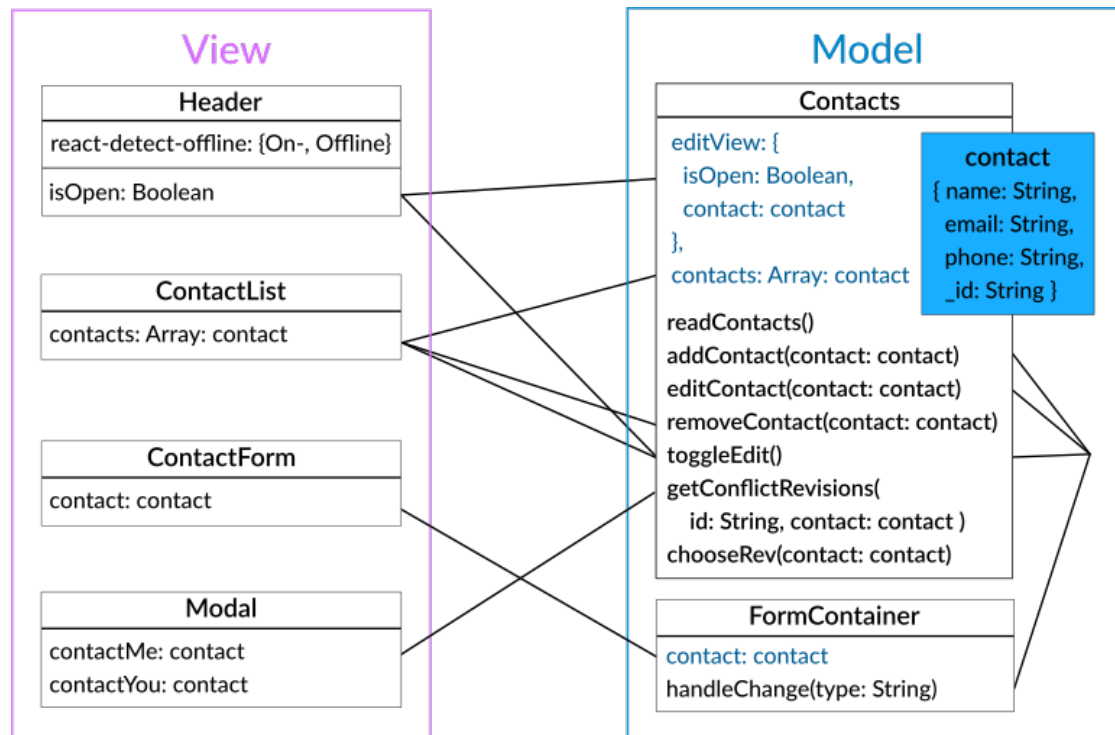 View
Header
react-detect-offline: {On-, Offline}
isOpen: Boolean
ContactList
contacts: Array: contact
ContactForm
contact: contact
Modal
contactMe: contact
contactYou: contact
Model
Contacts
editView: {
isOpen: Boolean,
contact: contact
},
contacts: Array: contact
readContacts()
addContact(contact: contact)
editContact(contact: contact)
removeContact(contact: contact)
toggleEdit()
getConflictRevisions(
id: String, contact: contact )
chooseRev(contact: contact)
contact
{ name: String,
email: String,
phone: String,
_id: String }
FormContainer
contact: contact
handleChange(type: String)